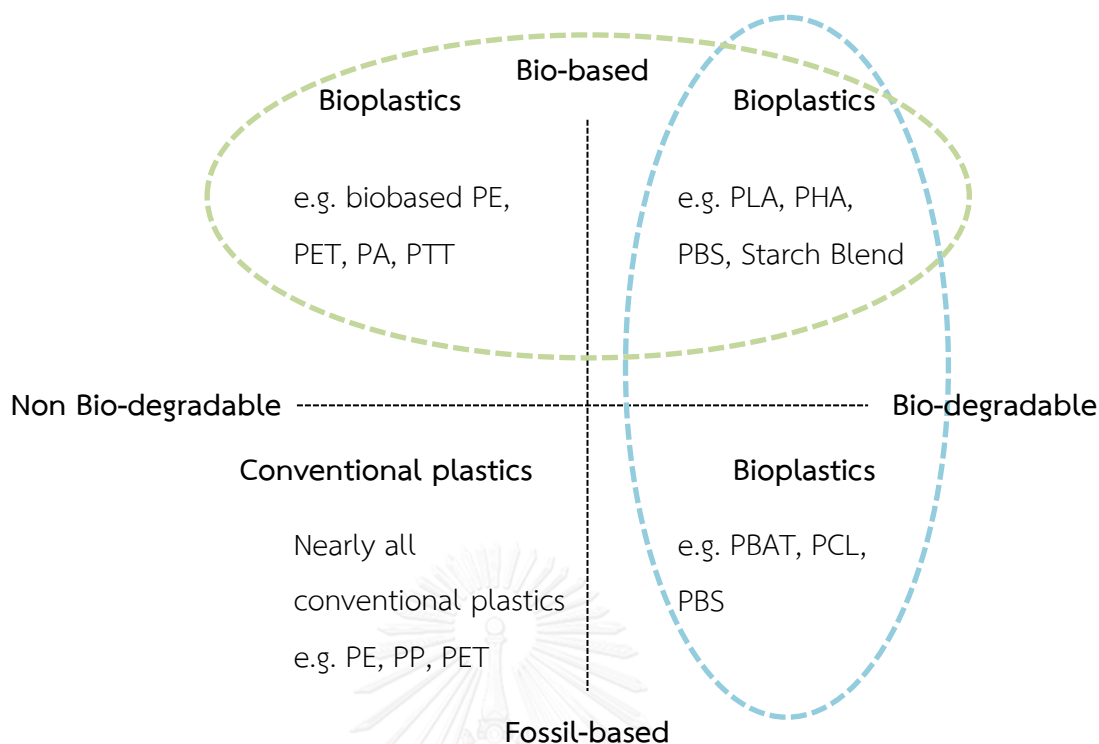 Bio-based
Bioplastics
e.g. biobased PE,
PET, PA, PTT
Bioplastics
e.g. PLA, PHA,
PBS, Starch Blend
Non Bio-degradable
Bio-degradable
Conventional plastics
Nearly all
conventional plastics
e.g. PE, PP, PET
Bioplastics
e.g. PBAT, PCL,
PBS
Fossil-based